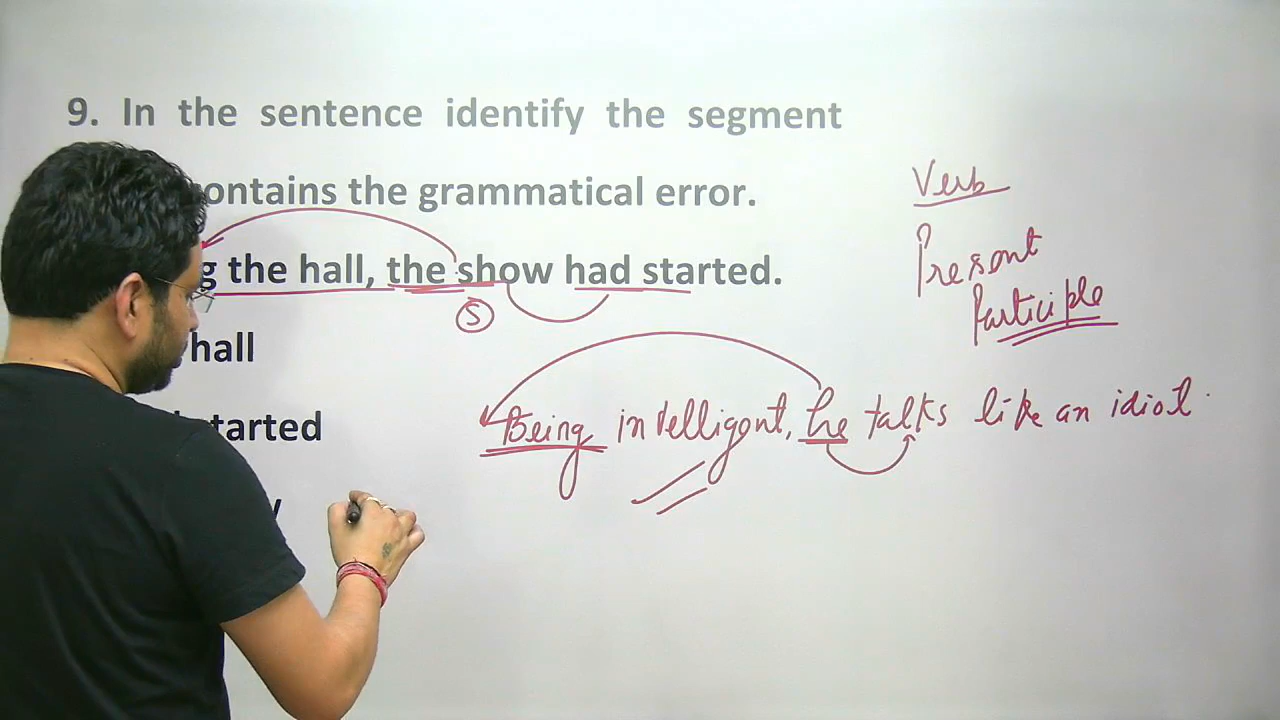 9. In the sentence identify the segment
ontains the grammatical error.
g the hall, the show had started.
S
hall
tarted
Verb
Present
Participle
Being intelligent, he talks like an idiot.